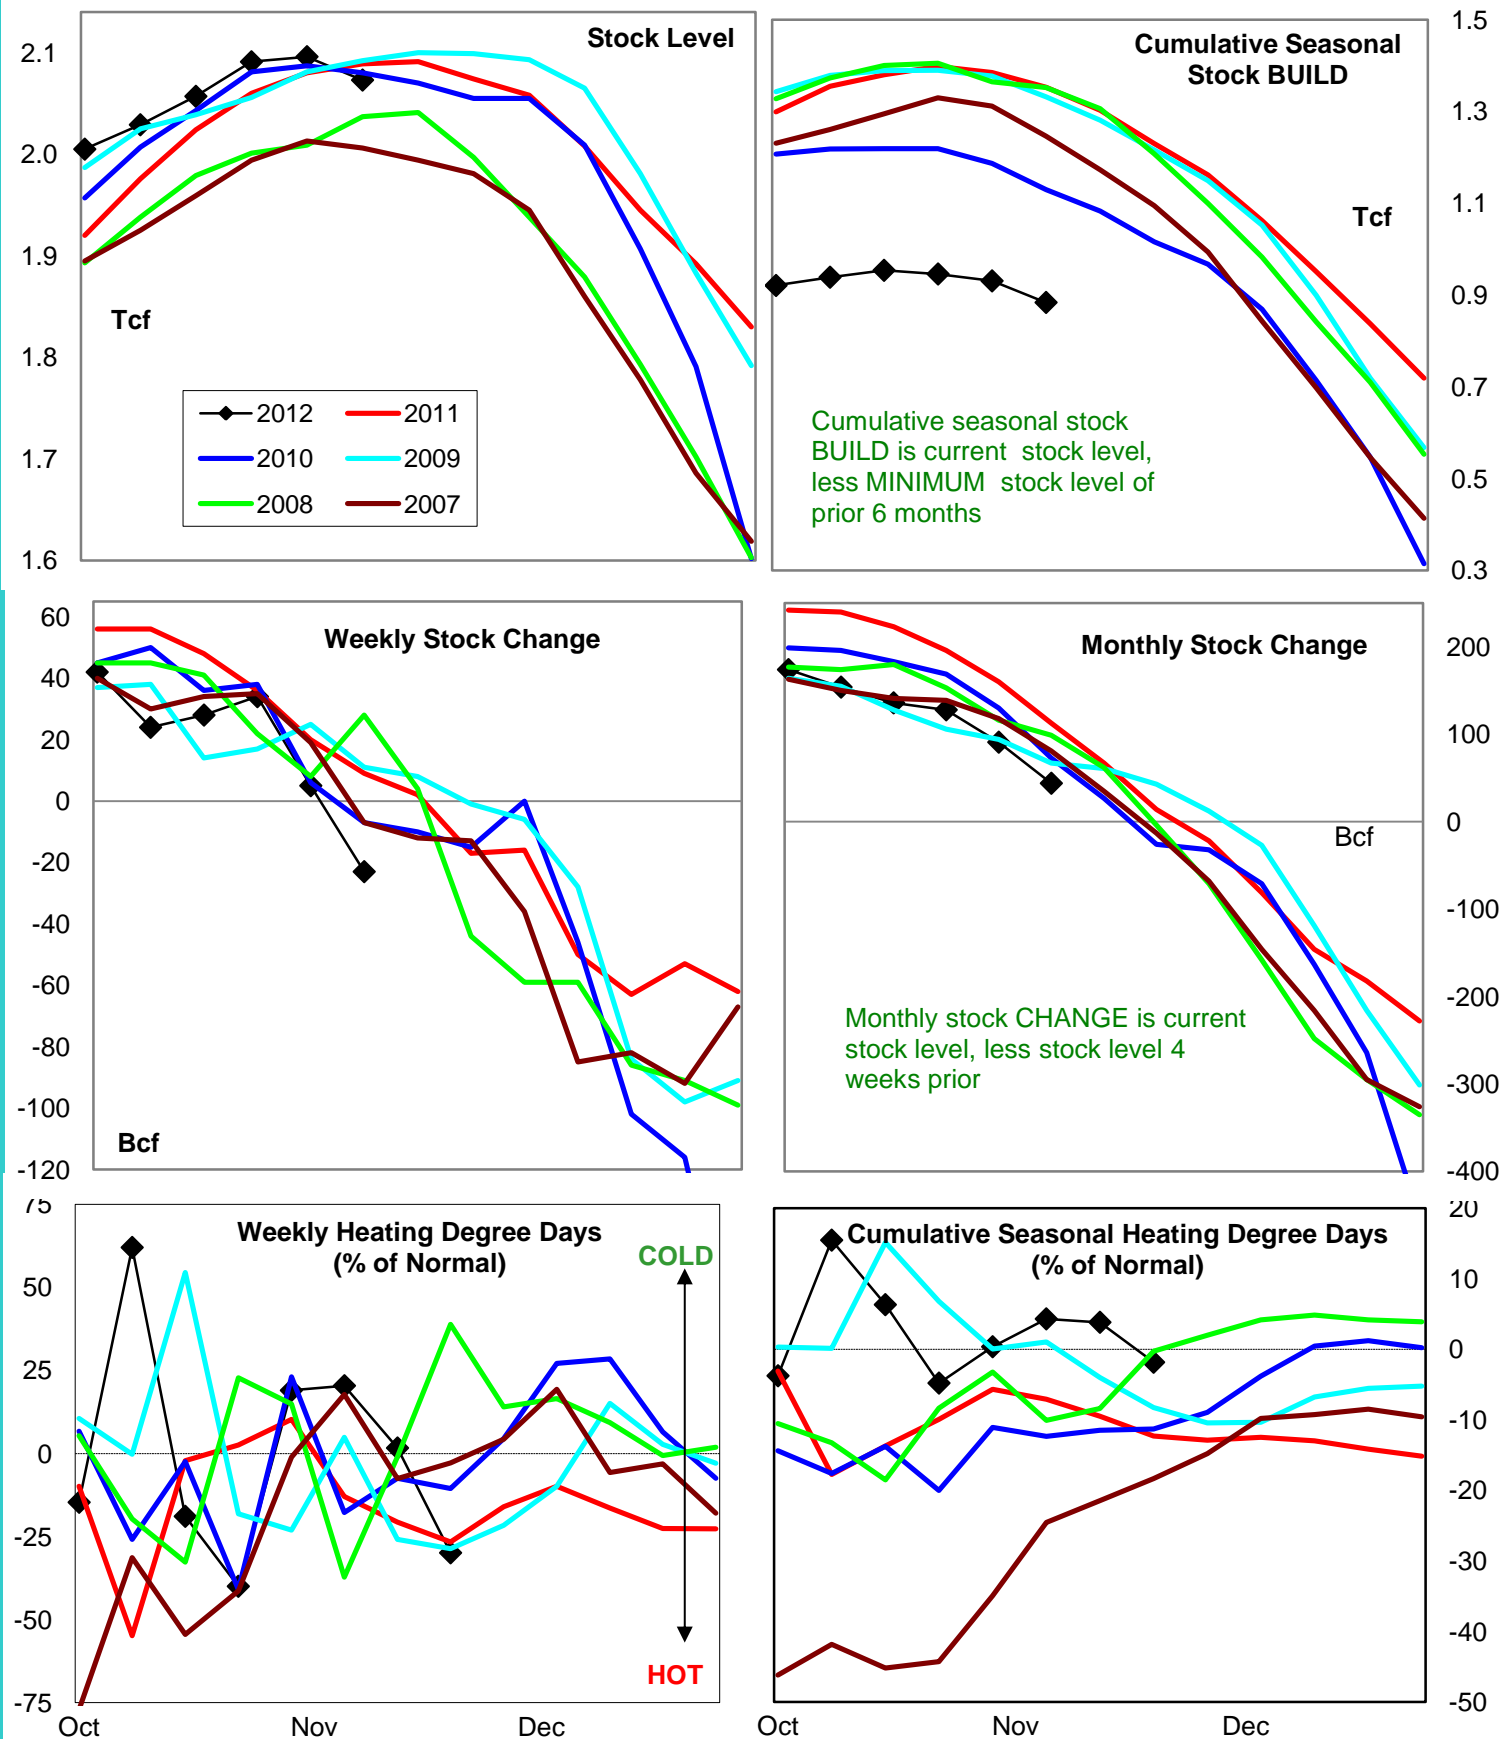 Stock Level
2.1
2.0
1.9
1.8
1.7
1.6
Tcf
2012 2011
2010 2009
2008 2007
Cumulative Seasonal
Stock BUILD
1.5
1.3
1.1
0.9
0.7
0.5
0.3
Tcf
Cumulative seasonal stock
BUILD is current stock level,
less MINIMUM stock level of
prior 6 months
Weekly Stock Change
60
40
20
0
-20
-40
-60
-80
-100
-120
Bcf
Monthly Stock Change
200
100
0
-100
-200
-300
-400
Bcf
Monthly stock CHANGE is current
stock level, less stock level 4
weeks prior
Weekly Heating Degree Days
(% of Normal)
COLD
HOT
75
50
25
0
-25
-50
-75
Oct Nov Dec
Cumulative Seasonal Heating Degree Days
(% of Normal)
20
10
0
-10
-20
-30
-40
-50
Oct Nov Dec